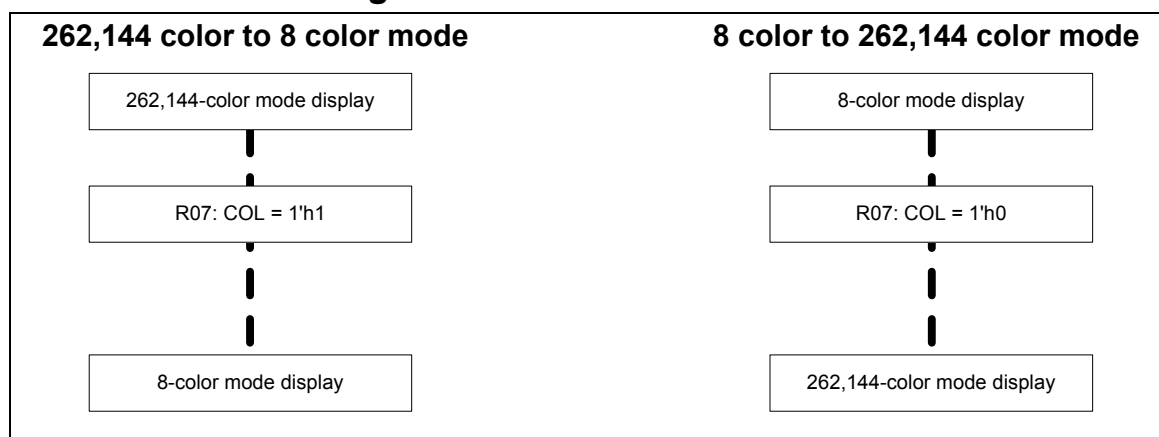 262,144 color to 8 color mode
262,144-color mode display
R07: COL = 1'h1
8-color mode display
8 color to 262,144 color mode
8-color mode display
R07: COL = 1'h0
262,144-color mode display